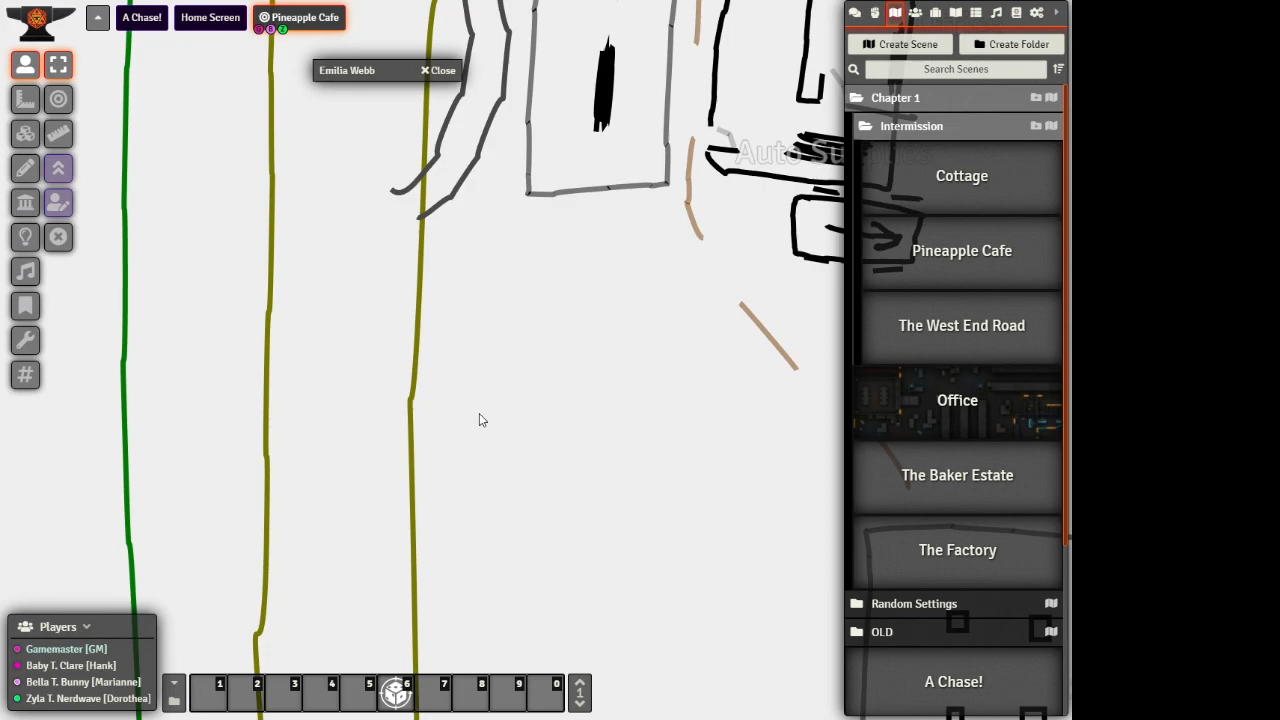 A Chase!
Home Screen
Pineapple Cafe
G B Z
Emilia Webb
Close
Create Scene
Create Folder
Search Scenes
Chapter 1
Intermission
Auto Supplies
Cottage
Pineapple Cafe
The West End Road
Office
The Baker Estate
The Factory
Random Settings
OLD
A Chase!
Players
Gamemaster [GM]
Baby T. Clare [Hank]
Bella T. Bunny [Marianne]
Zyla T. Nerdwave [Dorothea]
1 2 3 4 5 6 7 8 9 0
1